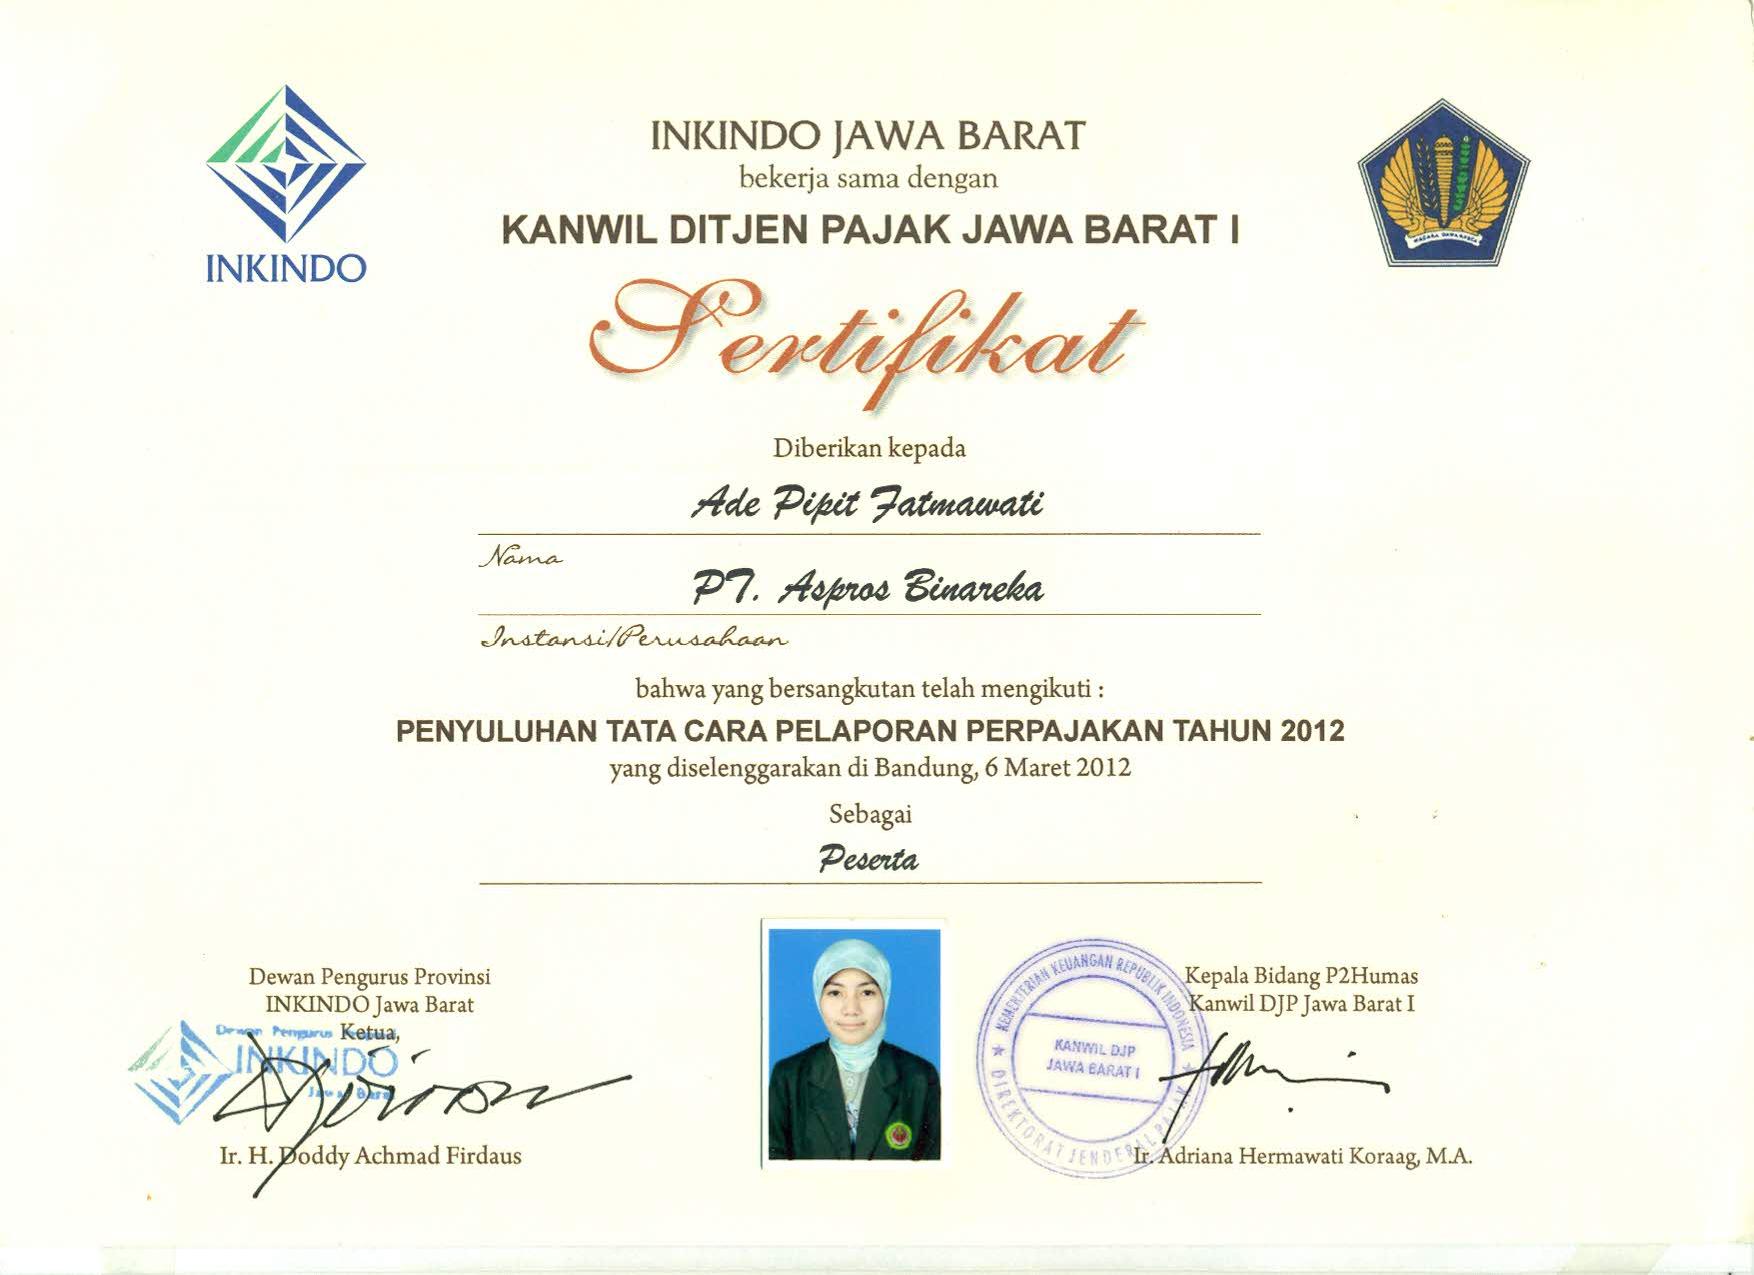 INKINDO
INKINDO JAWA BARAT
bekerja sama dengan
KANWIL DITJEN PAJAK JAWA BARAT I
NAGARA DANA RAKCA
Sertifikat
Diberikan kepada
Ade Pipit Fatmawati
Nama
PT. Aspros Binareka
Instansi/Perusahaan
bahwa yang bersangkutan telah mengikuti :
PENYULUHAN TATA CARA PELAPORAN PERPAJAKAN TAHUN 2012
yang diselenggarakan di Bandung, 6 Maret 2012
Sebagai
Peserta
Dewan Pengurus Provinsi
INKINDO Jawa Barat
Ketua,
Dewan Pengurus
INKINDO
Jawa Barat
Ir. H. Doddy Achmad Firdaus
KEMENTERIAN KEUANGAN REPUBLIK INDONESIA
KANWIL DJP
JAWA BARAT I
DIREKTORAT JENDERAL PAJAK
Kepala Bidang P2Humas
Kanwil DJP Jawa Barat I
Ir. Adriana Hermawati Koraag, M.A.